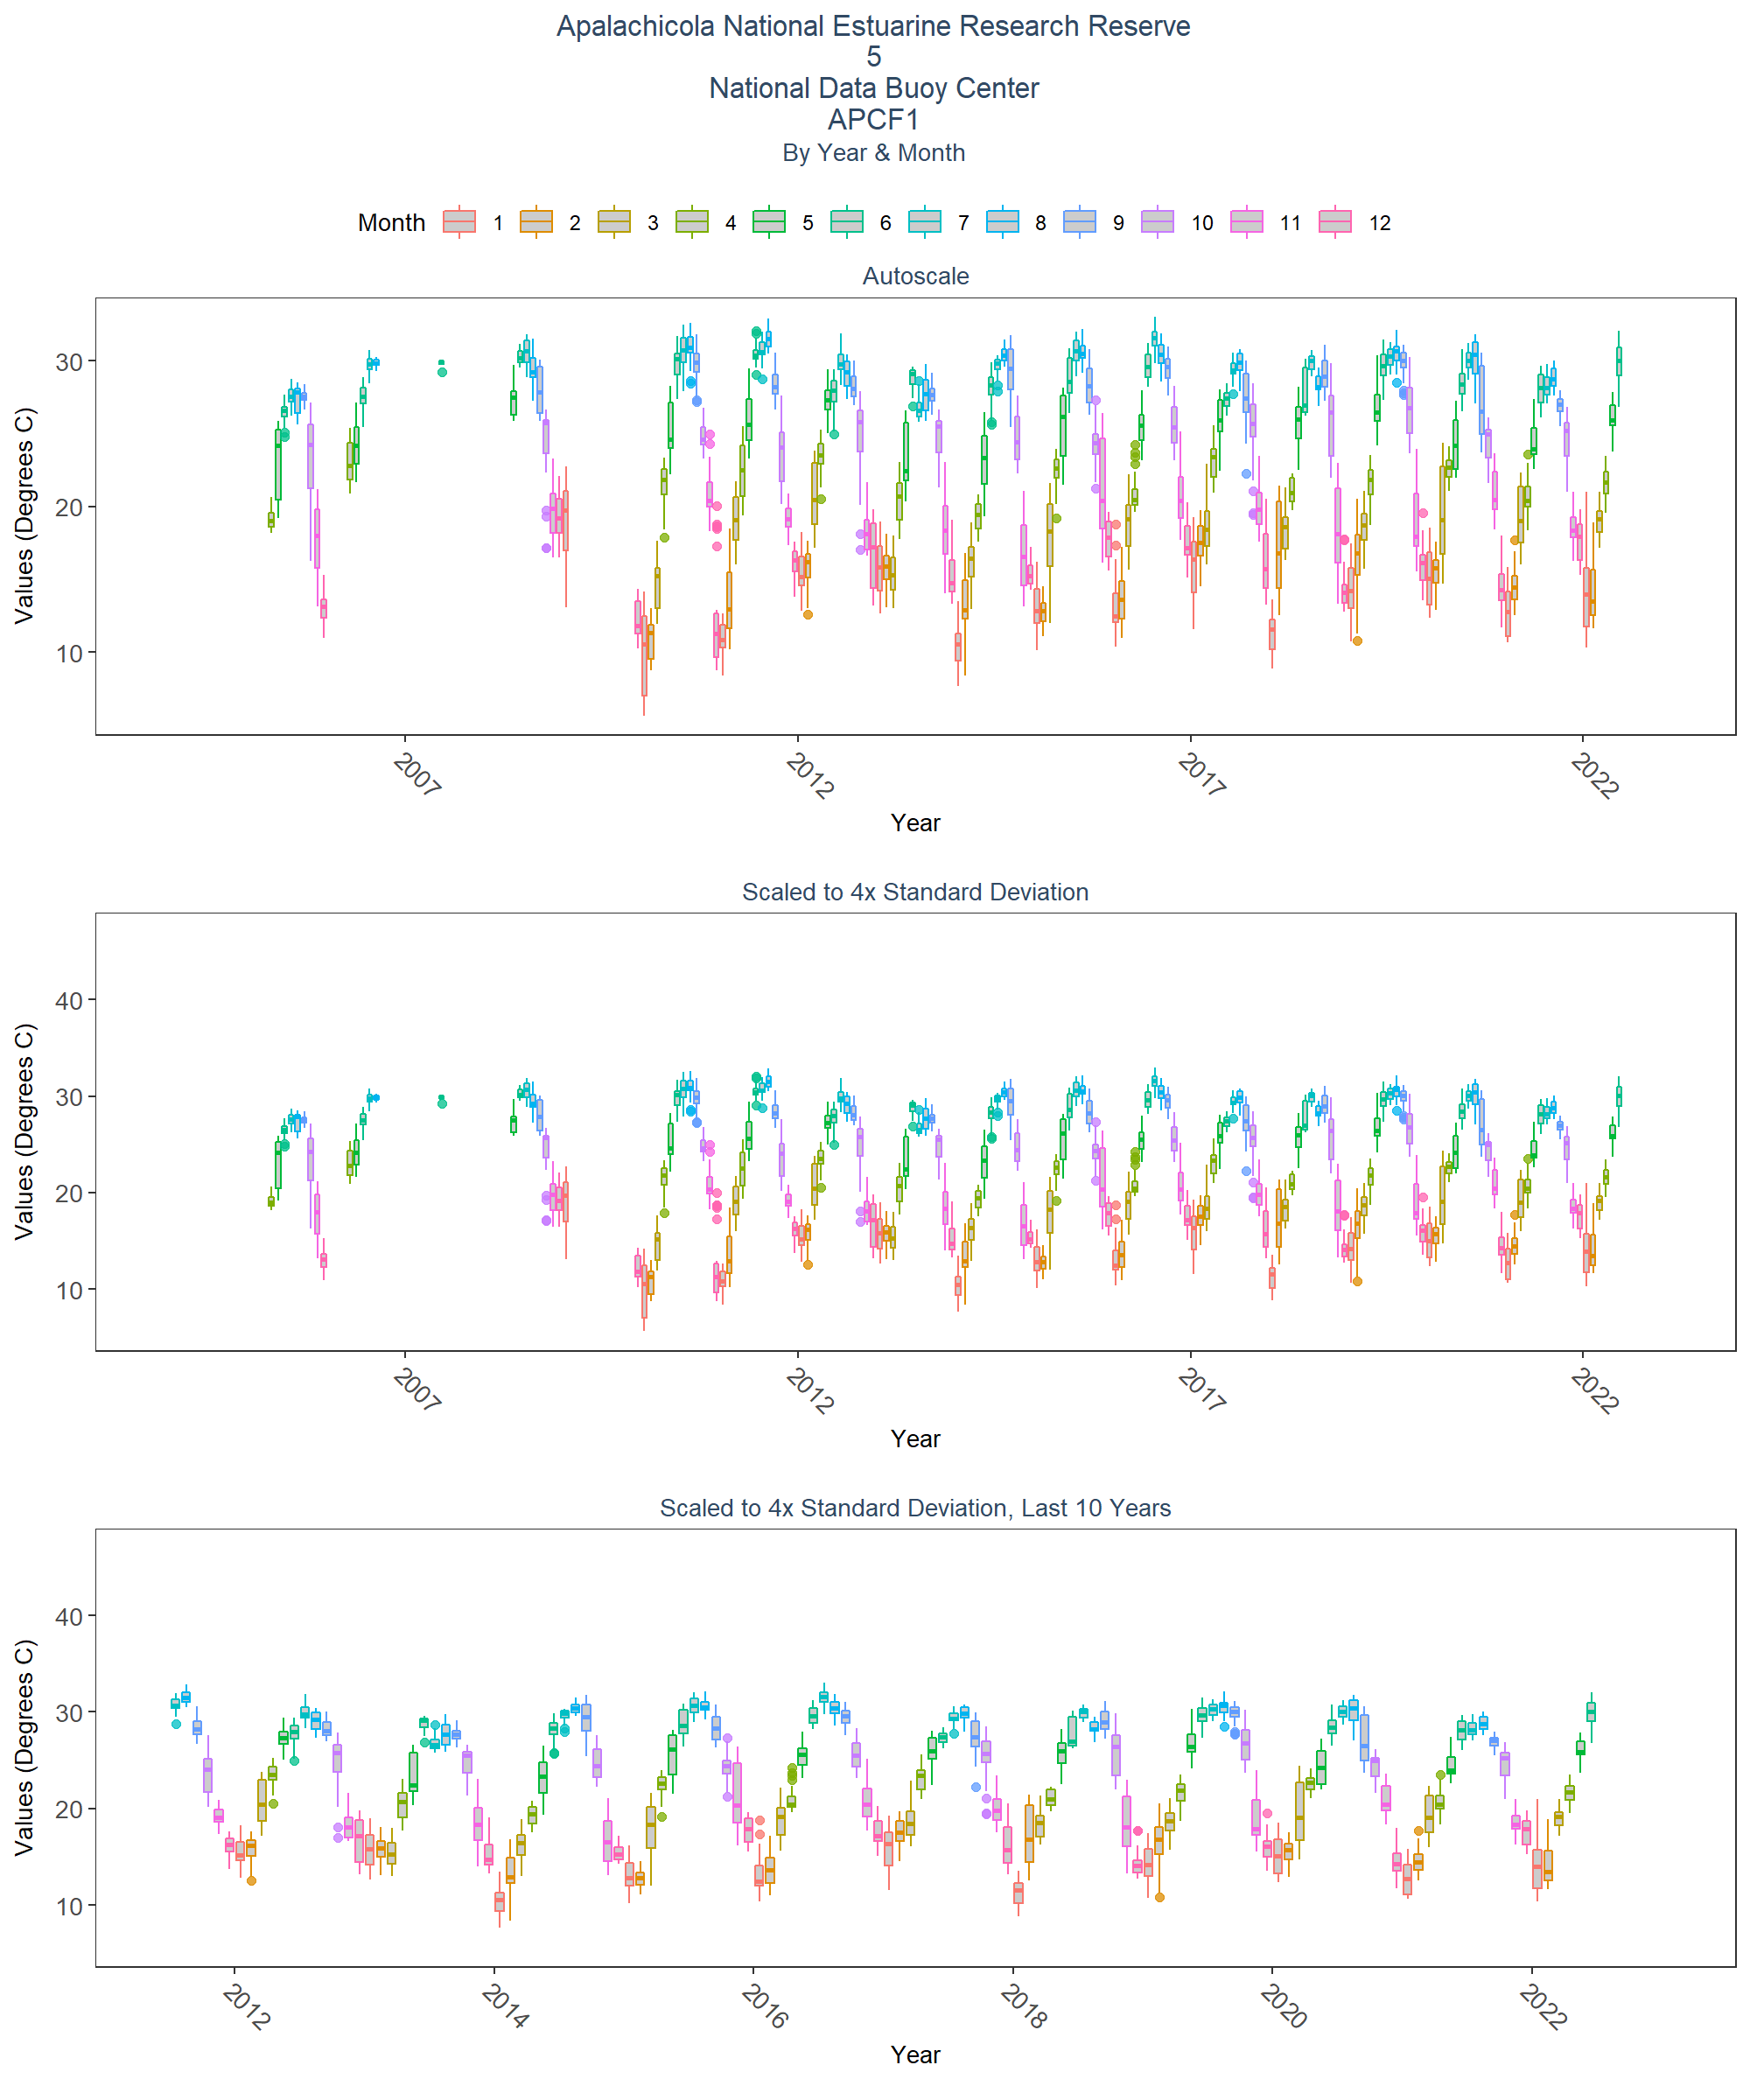 Apalachicola National Estuarine Research Reserve
5
National Data Buoy Center
APCF1
By Year & Month
Month 1 2 3 4 5 6 7 8 9 10 11 12
Autoscale
Values (Degrees C)
30
20
10
2007 2012 2017 2022
Year
Scaled to 4x Standard Deviation
Values (Degrees C)
40
30
20
10
2007 2012 2017 2022
Year
Scaled to 4x Standard Deviation, Last 10 Years
Values (Degrees C)
40
30
20
10
2012 2014 2016 2018 2020 2022
Year